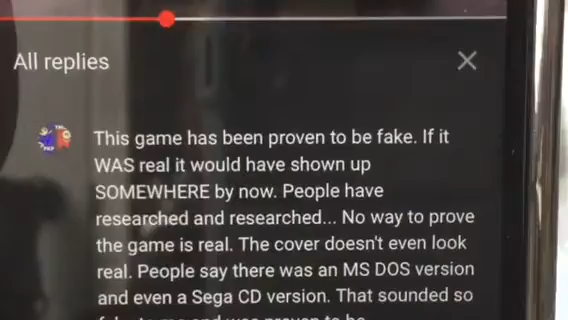 All replies
This game has been proven to be fake. If it
WAS real it would have shown up
SOMEWHERE by now. People have
researched and researched... No way to prove
the game is real. The cover doesn't even look
real. People say there was an MS DOS version
and even a Sega CD version. That sounded so